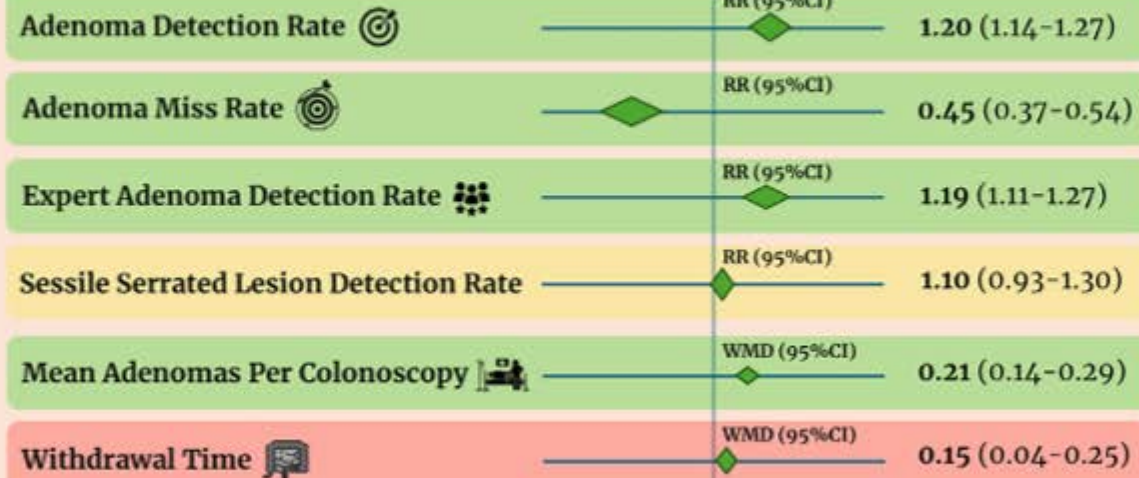 Adenoma Detection Rate RR (95%CI) 1.20 (1.14-1.27)
Adenoma Miss Rate RR (95%CI) 0.45 (0.37-0.54)
Expert Adenoma Detection Rate RR (95%CI) 1.19 (1.11-1.27)
Sessile Serrated Lesion Detection Rate RR (95%CI) 1.10 (0.93-1.30)
Mean Adenomas Per Colonoscopy WMD (95%CI) 0.21 (0.14-0.29)
Withdrawal Time WMD (95%CI) 0.15 (0.04-0.25)